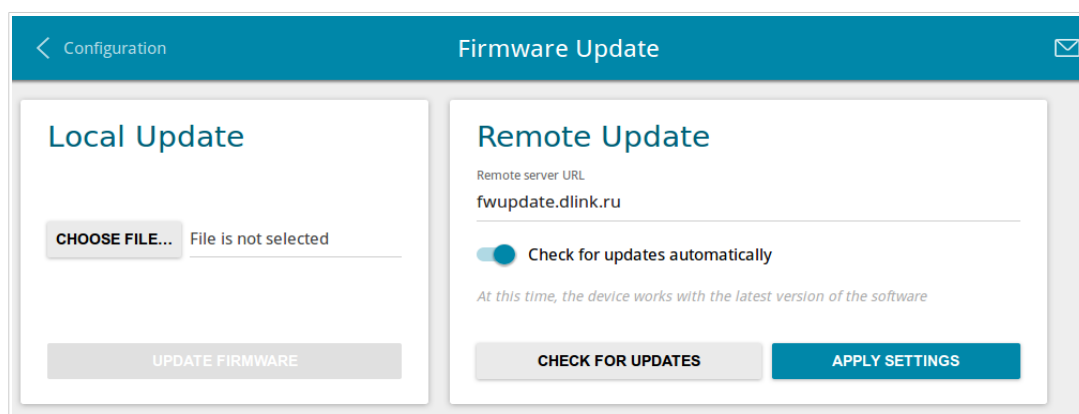 Configuration
Firmware Update
Local Update
CHOOSE FILE...
File is not selected
UPDATE FIRMWARE
Remote Update
Remote server URL
fwupdate.dlink.ru
Check for updates automatically
At this time, the device works with the latest version of the software
CHECK FOR UPDATES
APPLY SETTINGS